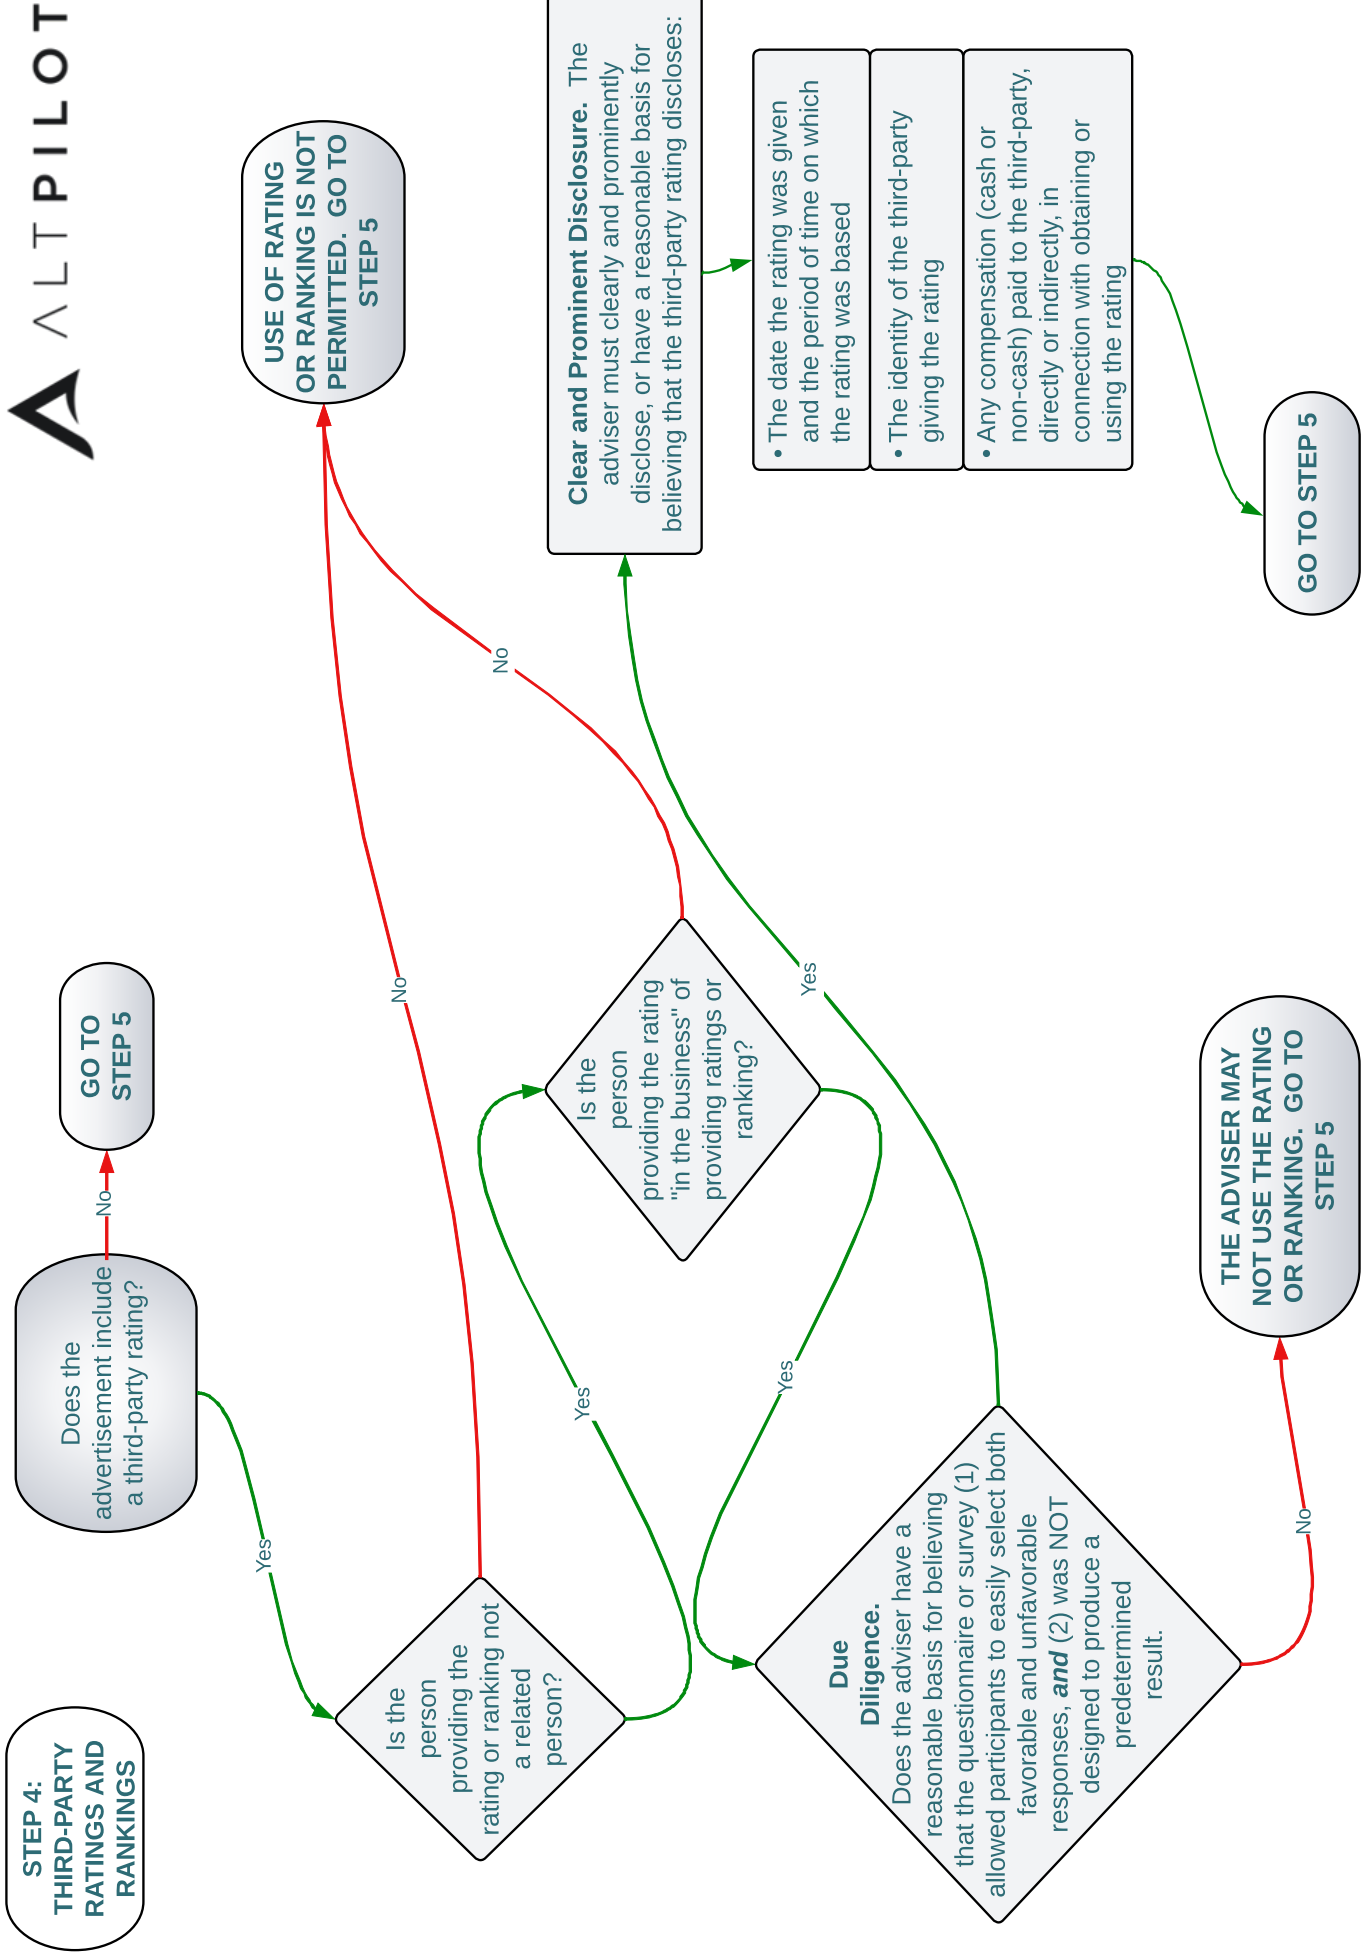 ALTPILOT
STEP 4:
THIRD-PARTY
RATINGS AND
RANKINGS
Does the
advertisement include
a third-party rating?
No
GO TO
STEP 5
Yes
Is the
person
providing the
rating or ranking not
a related
person?
No
USE OF RATING
OR RANKING IS NOT
PERMITTED.  GO TO
STEP 5
Yes
Is the
person
providing the rating
"in the business" of
providing ratings or
ranking?
No
Yes
Due
Diligence.
Does the adviser have a
reasonable basis for believing
that the questionnaire or survey (1)
allowed participants to easily select both
favorable and unfavorable
responses, and (2) was NOT
designed to produce a
predetermined
result.
Yes
Clear and Prominent Disclosure.  The
adviser must clearly and prominently
disclose, or have a reasonable basis for
believing that the third-party rating discloses:
• The date the rating was given
and the period of time on which
the rating was based
• The identity of the third-party
giving the rating
• Any compensation (cash or
non-cash) paid to the third-party,
directly or indirectly, in
connection with obtaining or
using the rating
GO TO STEP 5
No
THE ADVISER MAY
NOT USE THE RATING
OR RANKING.  GO TO
STEP 5